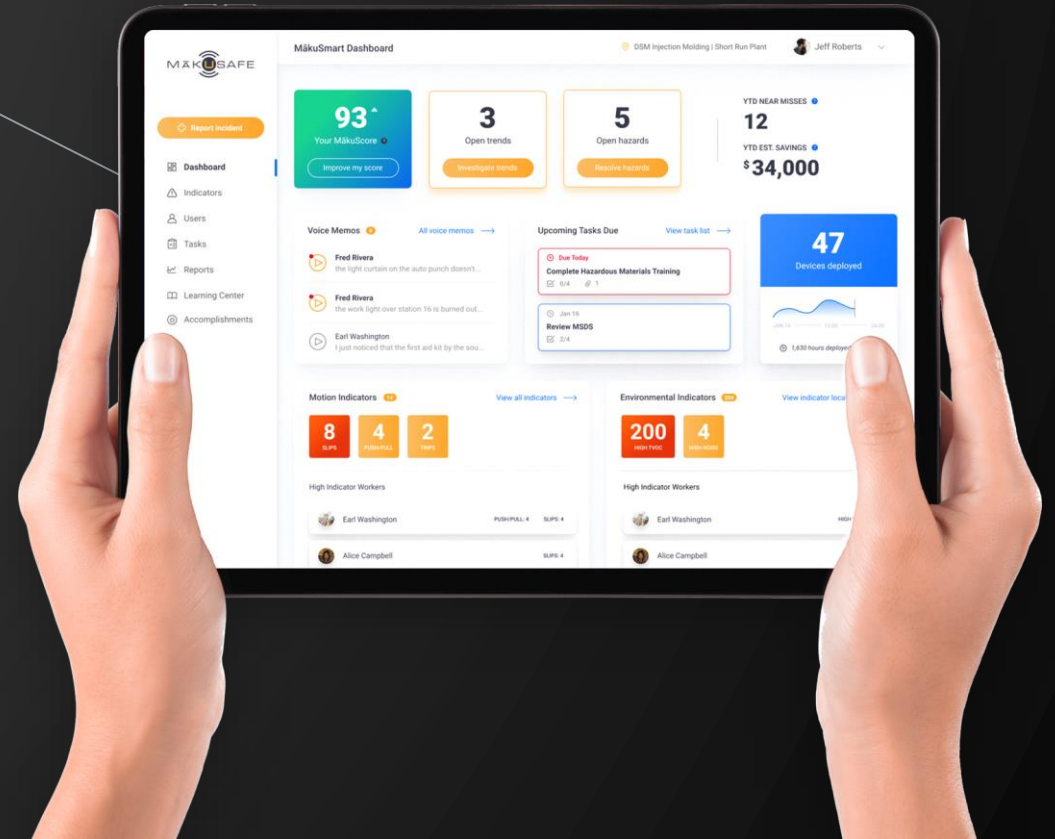 MÄKUSAFE
MākuSmart Dashboard
DSM Injection Molding | Short Run Plant
Jeff Roberts
Report Incident
Dashboard
Indicators
Users
Tasks
Reports
Learning Center
Accomplishments
93
Your MākuScore
Improve my score
3
Open trends
Investigate trends
5
Open hazards
Resolve hazards
YTD NEAR MISSES
12
YTD EST. SAVINGS
$34,000
Voice Memos
All voice memos
Fred Rivera
the light curtain on the auto punch doesn't...
Fred Rivera
the work light over station 16 is burned out...
Earl Washington
I just noticed that the first aid kit by the sou...
Upcoming Tasks Due
View task list
Due Today
Complete Hazardous Materials Training
0/4 1
Jan 16
Review MSDS
2/4
47
Devices deployed
1,630 hours deployed
Motion Indicators
View all indicators
8
SLIPS
4
PUSH/PULL
2
TRIPS
High Indicator Workers
Earl Washington
PUSH/PULL: 4 SLIPS: 4
Alice Campbell
SLIPS: 4
Environmental Indicators
View indicator
200
HIGH TVOC
4
High Indicator Workers
Earl Washington
HIGH
Alice Campbell